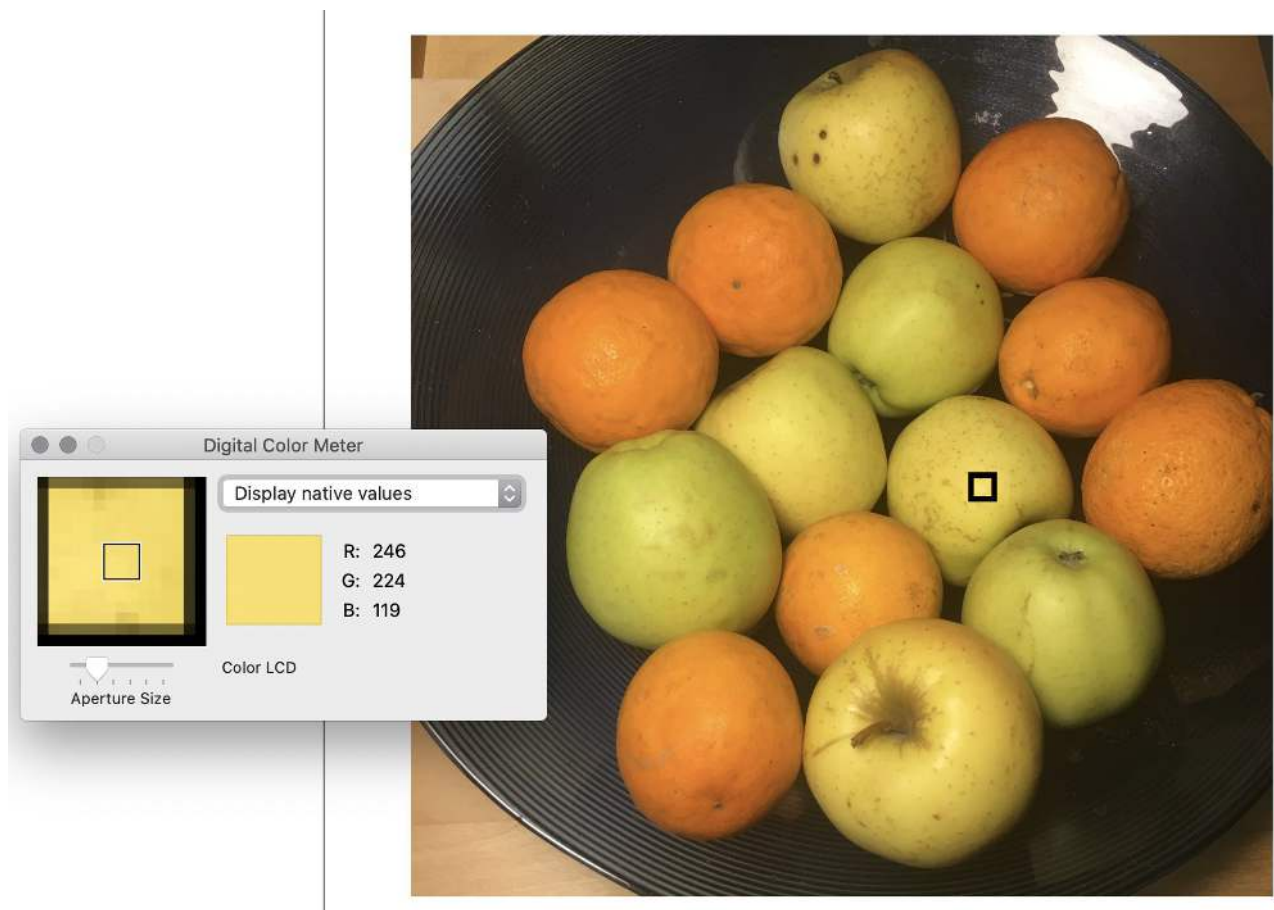 Digital Color Meter
Display native values
R: 246
G: 224
B: 119
Color LCD
Aperture Size